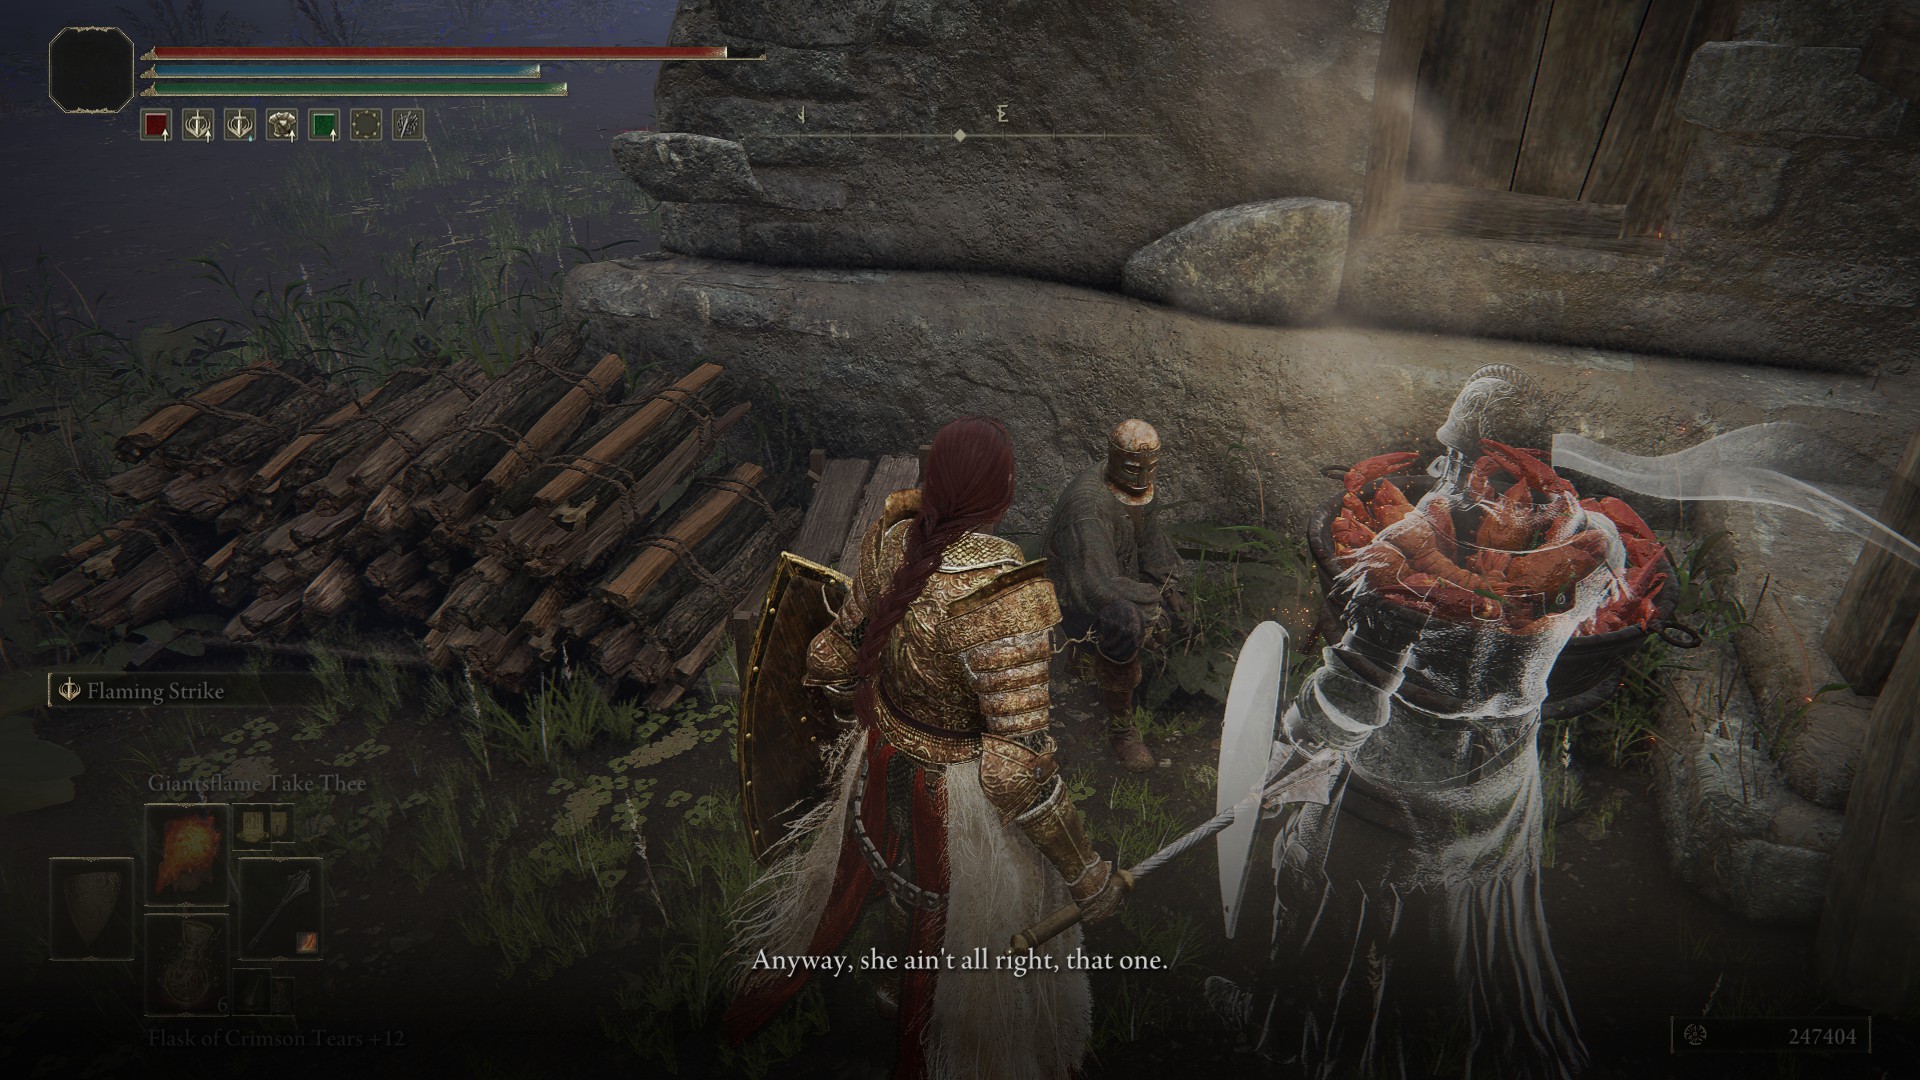 E
Flaming Strike
Giantsflame Take Thee
6
Flask of Crimson Tears +12
Anyway, she ain't all right, that one.
247404